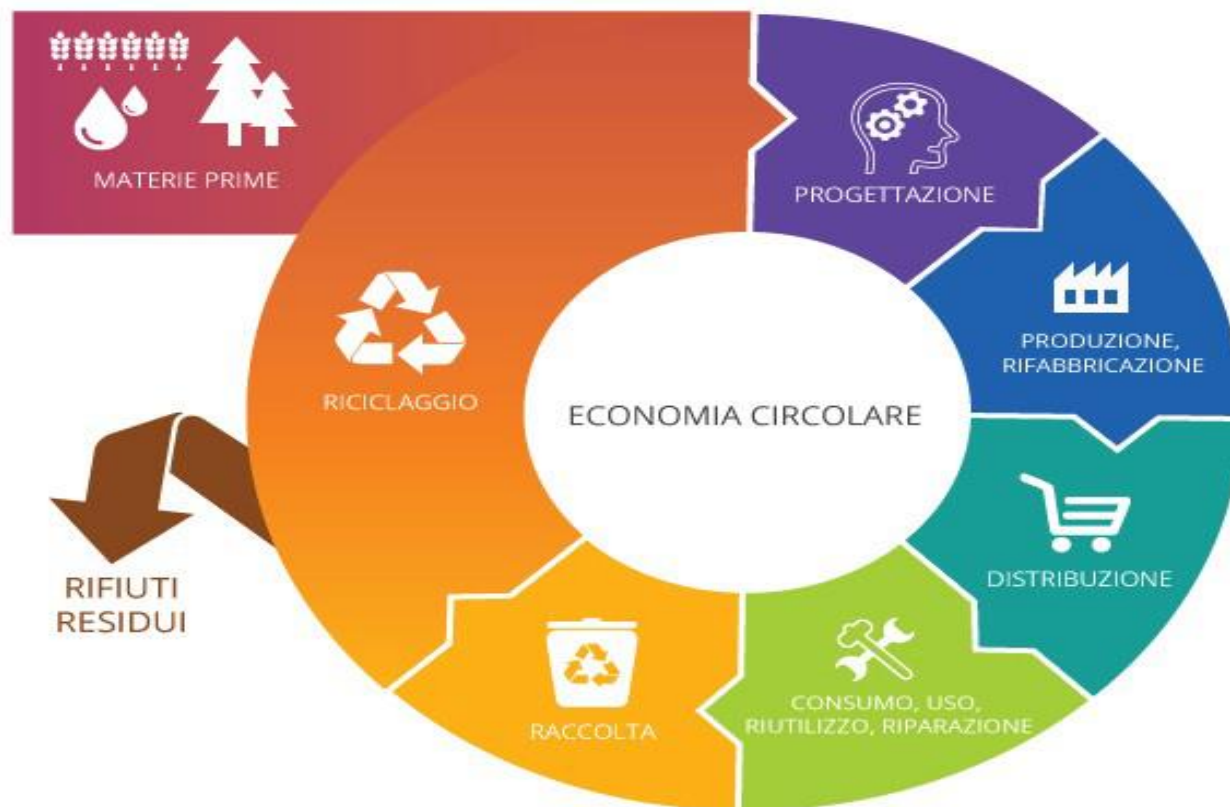 MATERIE PRIME
PROGETTAZIONE
PRODUZIONE,
RIFABBRICAZIONE
RICICLAGGIO
ECONOMIA CIRCOLARE
DISTRIBUZIONE
RIFIUTI
RESIDUI
CONSUMO, USO,
RIUTILIZZO, RIPARAZIONE
RACCOLTA